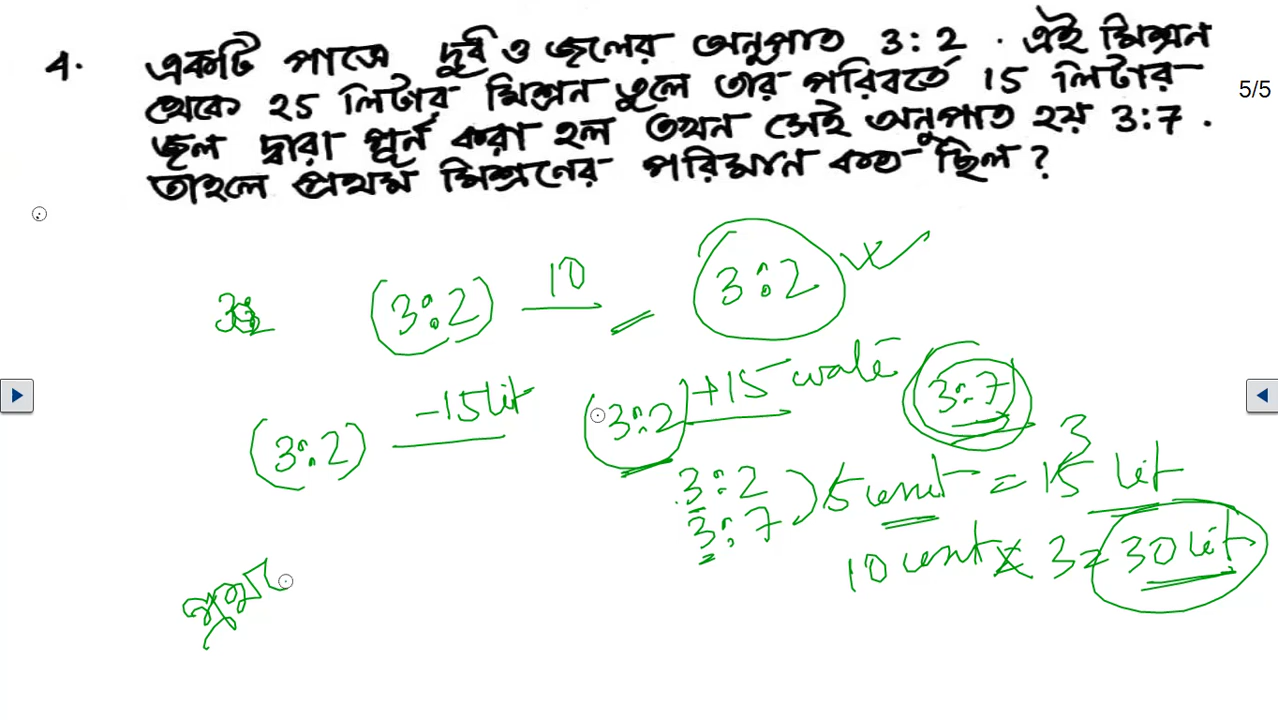 4. একটি পাত্রে দুধ ও জলের অনুপাত 3:2 . এই মিশ্রন
থেকে 25 লিটার মিশ্রন তুলে তার পরিবর্তে 15 লিটার
5/5
জল দ্বারা পূর্ন করা হল তখন সেই অনুপাত হয় 3:7 .
তাহলে প্রথম মিশ্রণের পরিমান কত ছিল ?
(3:2) 10 3:2
(3:2) -15 lit (3:2) +15 wate 3:7
3:2
3:7 ) 5 unit = 15 lit 3
10 unit × 3 = 30 lit